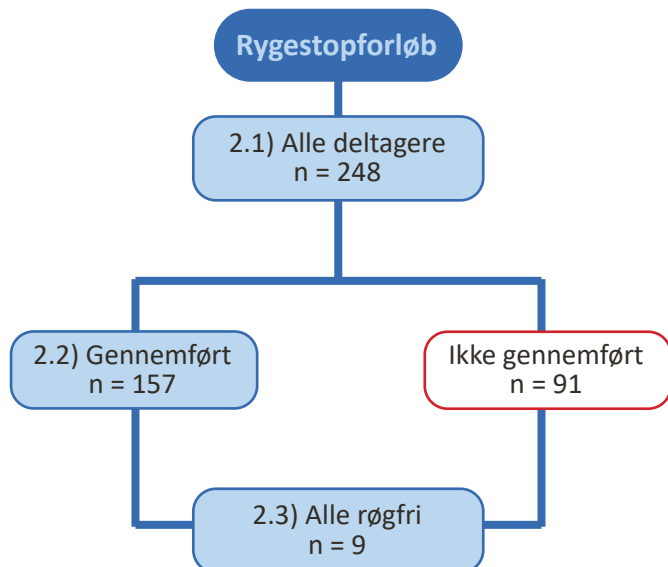 Rygestopforløb
2.1) Alle deltagere
n = 248
2.2) Gennemført
n = 157
Ikke gennemført
n = 91
2.3) Alle røgfri
n = 9